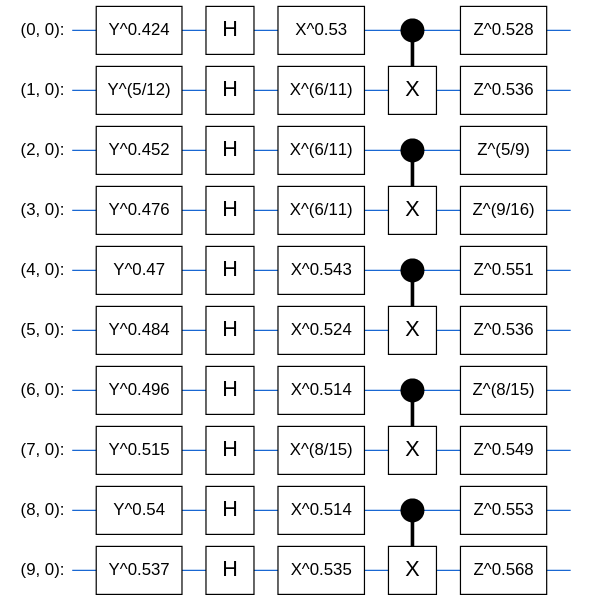 (0, 0): Y^0.424 H X^0.53 Z^0.528
(1, 0): Y^(5/12) H X^(6/11) X Z^0.536
(2, 0): Y^0.452 H X^(6/11) Z^(5/9)
(3, 0): Y^0.476 H X^(6/11) X Z^(9/16)
(4, 0): Y^0.47 H X^0.543 Z^0.551
(5, 0): Y^0.484 H X^0.524 X Z^0.536
(6, 0): Y^0.496 H X^0.514 Z^(8/15)
(7, 0): Y^0.515 H X^(8/15) X Z^0.549
(8, 0): Y^0.54 H X^0.514 Z^0.553
(9, 0): Y^0.537 H X^0.535 X Z^0.568